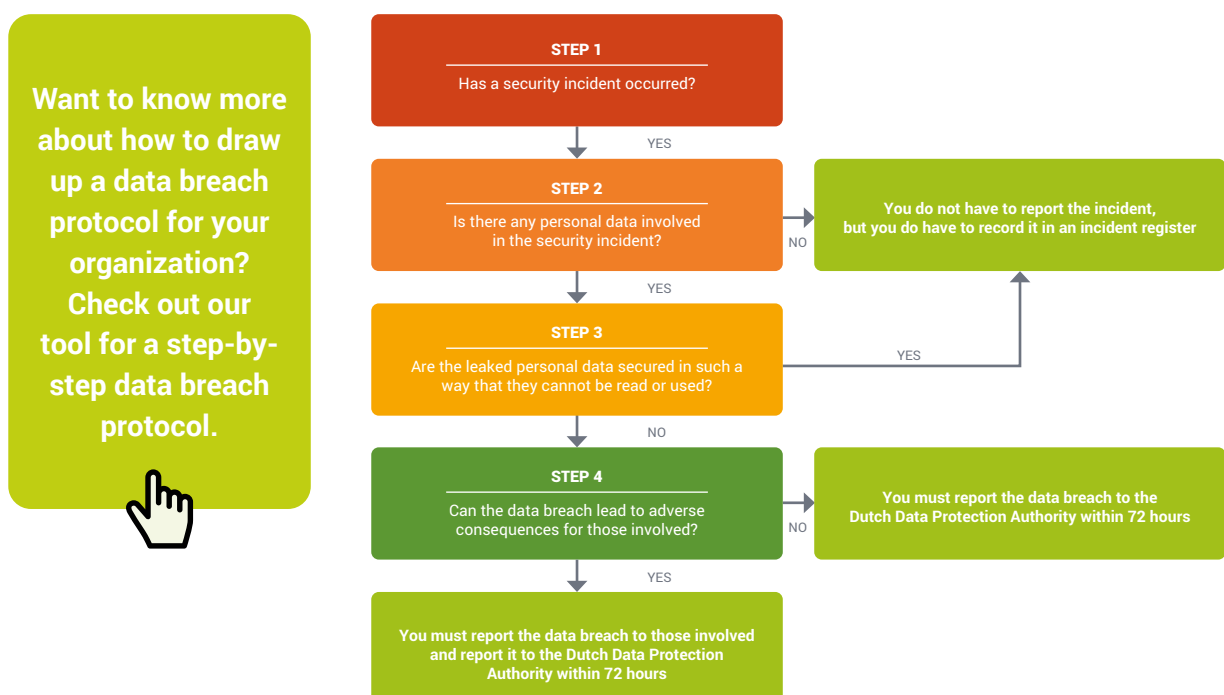 Want to know more
about how to draw
up a data breach
protocol for your
organization?
Check out our
tool for a step-by-
step data breach
protocol.
STEP 1
Has a security incident occurred?
YES
STEP 2
Is there any personal data involved
in the security incident?
NO
You do not have to report the incident,
but you do have to record it in an incident register
YES
STEP 3
Are the leaked personal data secured in such a
way that they cannot be read or used?
YES
NO
STEP 4
Can the data breach lead to adverse
consequences for those involved?
NO
You must report the data breach to the
Dutch Data Protection Authority within 72 hours
YES
You must report the data breach to those involved
and report it to the Dutch Data Protection
Authority within 72 hours